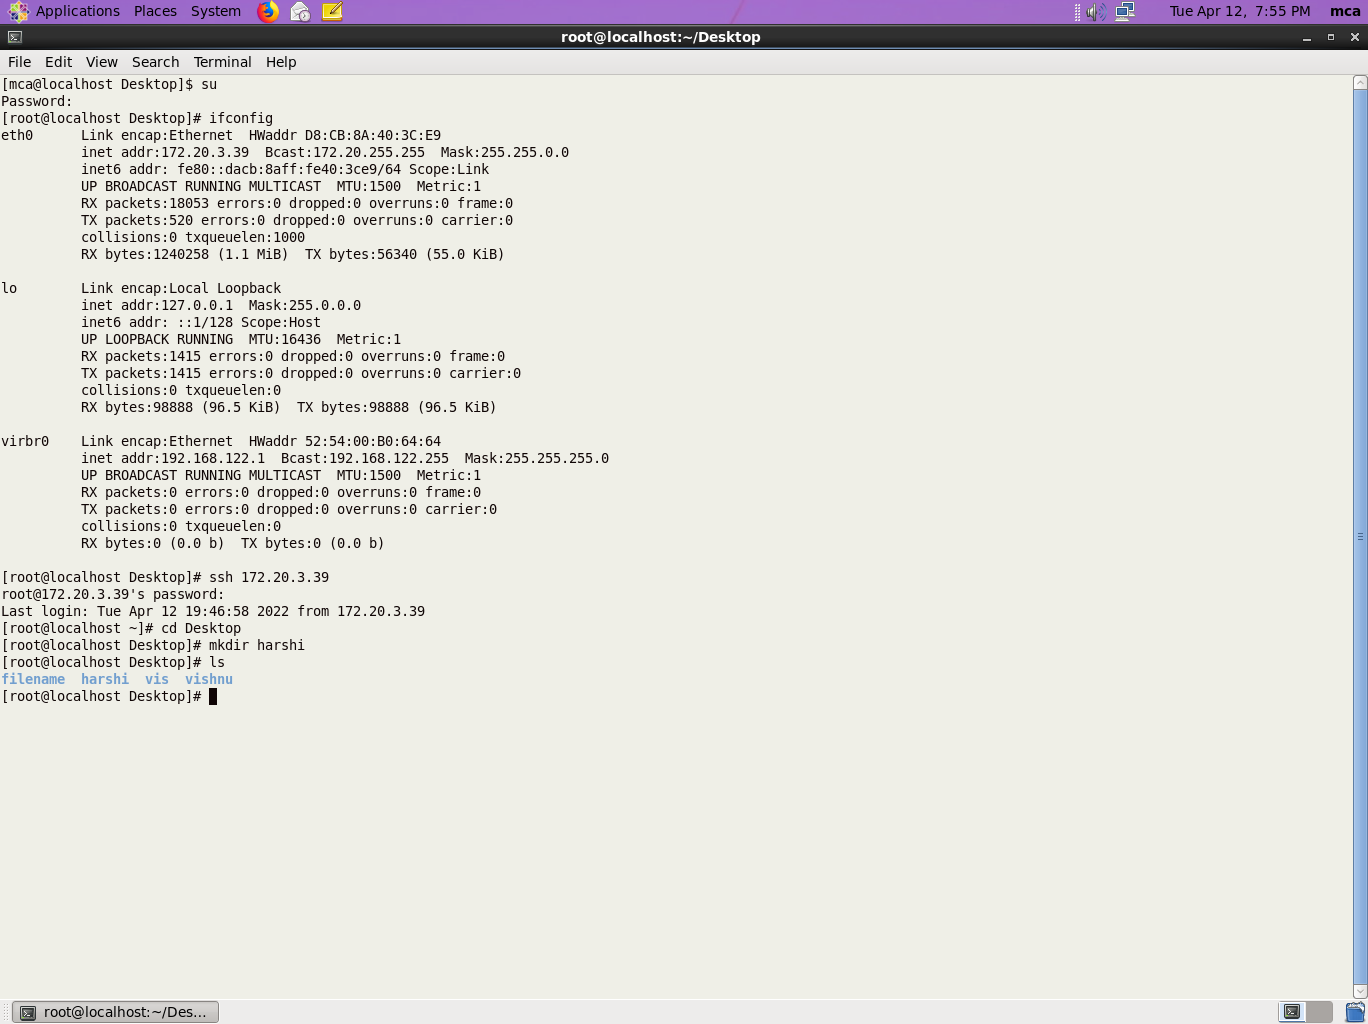 Applications Places System Tue Apr 12, 7:55 PM mca
root@localhost:~/Desktop
File Edit View Search Terminal Help
[mca@localhost Desktop]$ su
Password:
[root@localhost Desktop]# ifconfig
eth0      Link encap:Ethernet  HWaddr D8:CB:8A:40:3C:E9
          inet addr:172.20.3.39  Bcast:172.20.255.255  Mask:255.255.0.0
          inet6 addr: fe80::dacb:8aff:fe40:3ce9/64 Scope:Link
          UP BROADCAST RUNNING MULTICAST  MTU:1500  Metric:1
          RX packets:18053 errors:0 dropped:0 overruns:0 frame:0
          TX packets:520 errors:0 dropped:0 overruns:0 carrier:0
          collisions:0 txqueuelen:1000
          RX bytes:1240258 (1.1 MiB)  TX bytes:56340 (55.0 KiB)
lo        Link encap:Local Loopback
          inet addr:127.0.0.1  Mask:255.0.0.0
          inet6 addr: ::1/128 Scope:Host
          UP LOOPBACK RUNNING  MTU:16436  Metric:1
          RX packets:1415 errors:0 dropped:0 overruns:0 frame:0
          TX packets:1415 errors:0 dropped:0 overruns:0 carrier:0
          collisions:0 txqueuelen:0
          RX bytes:98888 (96.5 KiB)  TX bytes:98888 (96.5 KiB)
virbr0    Link encap:Ethernet  HWaddr 52:54:00:B0:64:64
          inet addr:192.168.122.1  Bcast:192.168.122.255  Mask:255.255.255.0
          UP BROADCAST RUNNING MULTICAST  MTU:1500  Metric:1
          RX packets:0 errors:0 dropped:0 overruns:0 frame:0
          TX packets:0 errors:0 dropped:0 overruns:0 carrier:0
          collisions:0 txqueuelen:0
          RX bytes:0 (0.0 b)  TX bytes:0 (0.0 b)
[root@localhost Desktop]# ssh 172.20.3.39
root@172.20.3.39's password:
Last login: Tue Apr 12 19:46:58 2022 from 172.20.3.39
[root@localhost ~]# cd Desktop
[root@localhost Desktop]# mkdir harshi
[root@localhost Desktop]# ls
filename  harshi  vis  vishnu
[root@localhost Desktop]#
root@localhost:~/Des...